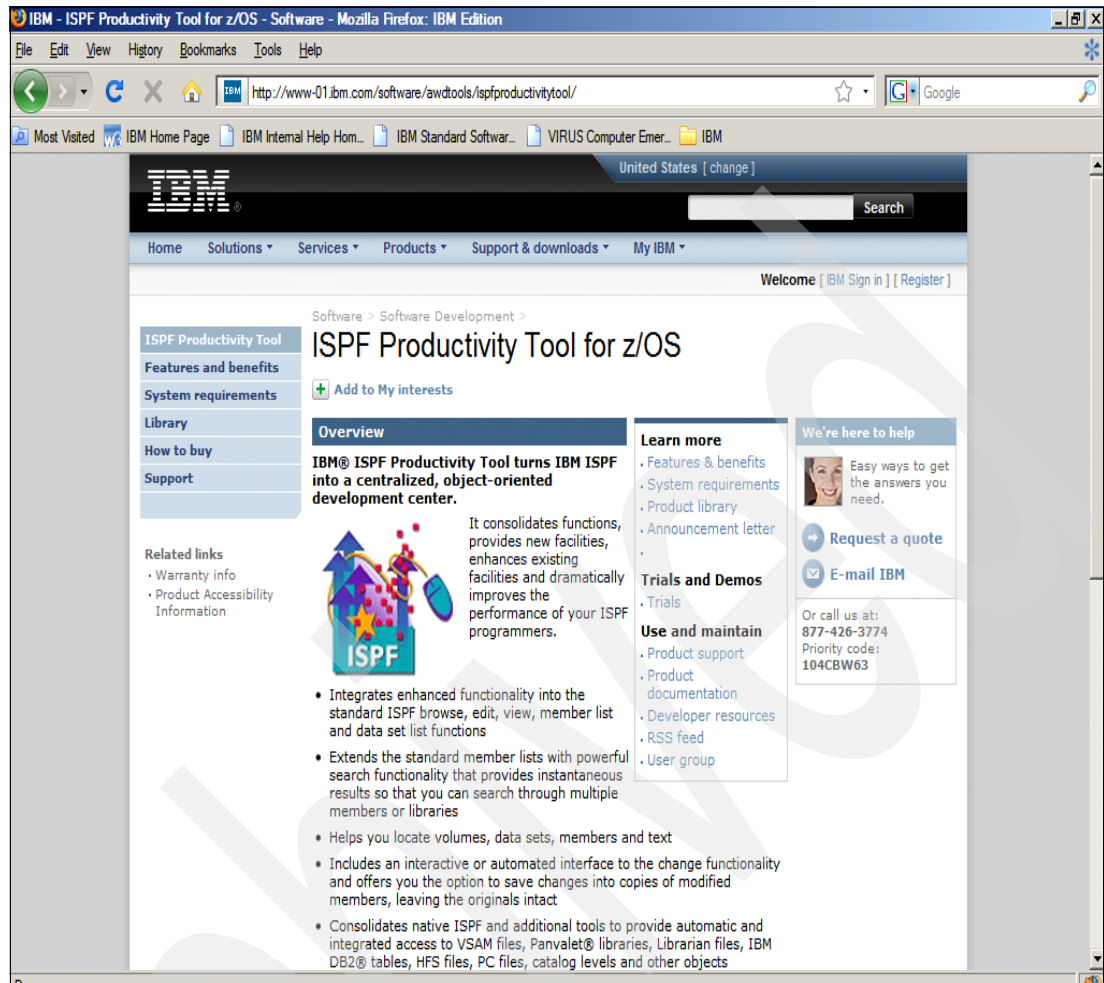 IBM - ISPF Productivity Tool for z/OS - Software - Mozilla Firefox: IBM Edition
File Edit View History Bookmarks Tools Help
IBM http://www-01.ibm.com/software/awdtools/ispfproductivitytool/ G Google
Most Visited IBM Home Page IBM Internal Help Hom... IBM Standard Softwar... VIRUS Computer Emer... IBM
United States [ change ]
IBM®
Search
Home Solutions Services Products Support & downloads My IBM
Welcome [ IBM Sign in ] [ Register ]
Software > Software Development >
ISPF Productivity Tool for z/OS
Add to My interests
ISPF Productivity Tool
Features and benefits
System requirements
Library
How to buy
Support
Related links
Warranty info
Product Accessibility
Information
Overview
IBM® ISPF Productivity Tool turns IBM ISPF
into a centralized, object-oriented
development center.
It consolidates functions,
provides new facilities,
enhances existing
facilities and dramatically
improves the
performance of your ISPF
programmers.
ISPF
• Integrates enhanced functionality into the
standard ISPF browse, edit, view, member list
and data set list functions
• Extends the standard member lists with powerful
search functionality that provides instantaneous
results so that you can search through multiple
members or libraries
• Helps you locate volumes, data sets, members and text
• Includes an interactive or automated interface to the change functionality
and offers you the option to save changes into copies of modified
members, leaving the originals intact
• Consolidates native ISPF and additional tools to provide automatic and
integrated access to VSAM files, Panvalet® libraries, Librarian files, IBM
DB2® tables, HFS files, PC files, catalog levels and other objects
Learn more
Features & benefits
System requirements
Product library
Announcement letter
Trials and Demos
Trials
Use and maintain
Product support
Product
documentation
Developer resources
RSS feed
User group
We're here to help
Easy ways to get
the answers you
need.
Request a quote
E-mail IBM
Or call us at:
877-426-3774
Priority code:
104CBW63